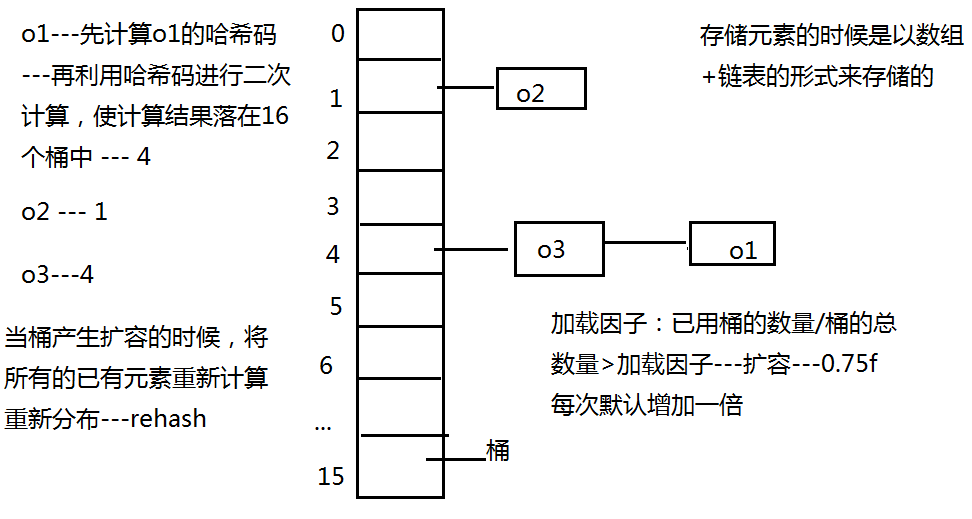 o1---先计算o1的哈希码
---再利用哈希码进行二次
计算，使计算结果落在16
个桶中 --- 4
o2 --- 1
o3---4
当桶产生扩容的时候，将
所有的已有元素重新计算
重新分布---rehash
0
1
2
3
4
5
6
...
15
o2
o3
o1
桶
存储元素的时候是以数组
+链表的形式来存储的
加载因子：已用桶的数量/桶的总
数量>加载因子---扩容---0.75f
每次默认增加一倍